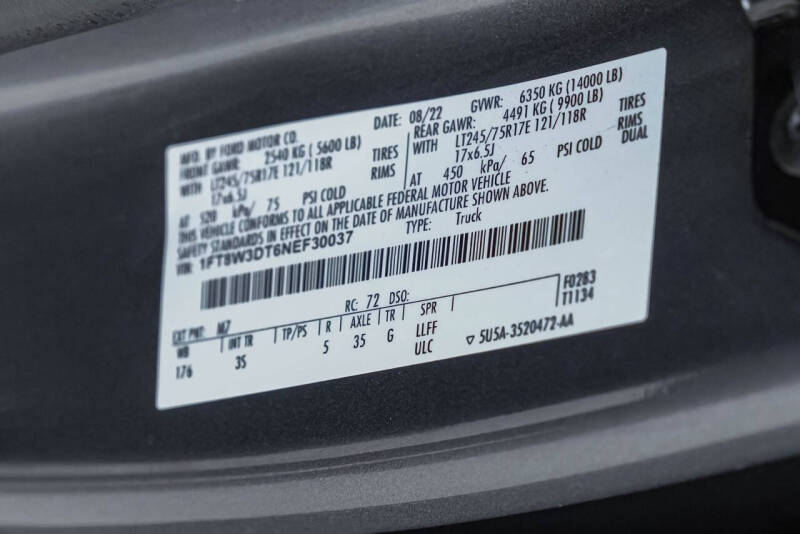 MFD. BY FORD MOTOR CO.
DATE: 08/22 GVWR: 6350 KG (14000 LB)
FRONT GAWR: 2540 KG ( 5600 LB)
REAR GAWR: 4491 KG ( 9900 LB)
WITH LT245/75R17E 121/118R TIRES
WITH LT245/75R17E 121/118R TIRES
17x6.5J RIMS
17x6.5J RIMS
AT 520 kPa/ 75 PSI COLD
AT 450 kPa/ 65 PSI COLD DUAL
THIS VEHICLE CONFORMS TO ALL APPLICABLE FEDERAL MOTOR VEHICLE
SAFETY STANDARDS IN EFFECT ON THE DATE OF MANUFACTURE SHOWN ABOVE.
VIN: 1FT8W3DT6NEF30037 TYPE: Truck
F0283
T1134
EXT PNT: M7 RC: 72 DSO:
WB INT TR TP/PS R AXLE TR SPR
176 3S 5 35 G LLFF
ULC
▽ 5U5A-3520472-AA